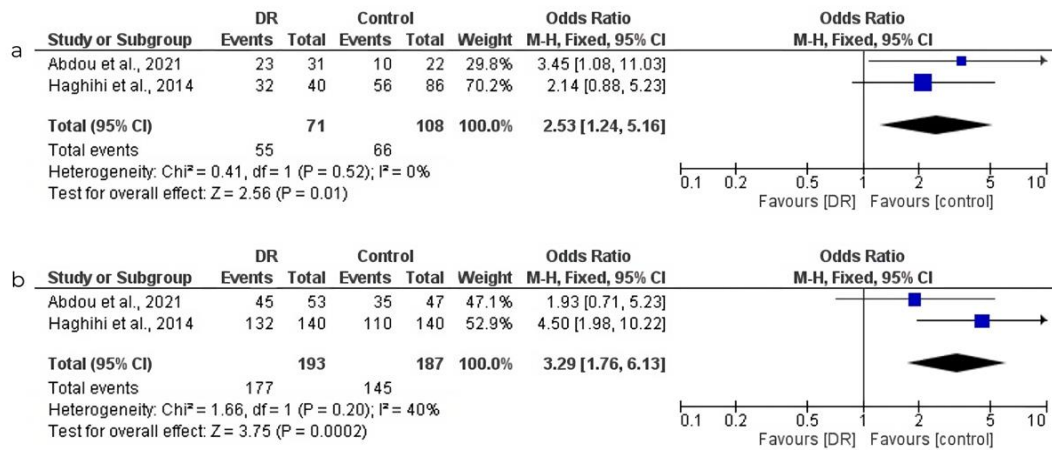 a
DR Control Odds Ratio Odds Ratio
Study or Subgroup Events Total Events Total Weight M-H, Fixed, 95% CI M-H, Fixed, 95% CI
Abdou et al., 2021 23 31 10 22 29.8% 3.45 [1.08, 11.03]
Haghihi et al., 2014 32 40 56 86 70.2% 2.14 [0.88, 5.23]
Total (95% CI) 71 108 100.0% 2.53 [1.24, 5.16]
Total events 55 66
Heterogeneity: Chi² = 0.41, df = 1 (P = 0.52); I² = 0%
Test for overall effect: Z = 2.56 (P = 0.01)
0.1 0.2 0.5 1 2 5 10
Favours [DR] Favours [control]
b
DR Control Odds Ratio Odds Ratio
Study or Subgroup Events Total Events Total Weight M-H, Fixed, 95% CI M-H, Fixed, 95% CI
Abdou et al., 2021 45 53 35 47 47.1% 1.93 [0.71, 5.23]
Haghihi et al., 2014 132 140 110 140 52.9% 4.50 [1.98, 10.22]
Total (95% CI) 193 187 100.0% 3.29 [1.76, 6.13]
Total events 177 145
Heterogeneity: Chi² = 1.66, df = 1 (P = 0.20); I² = 40%
Test for overall effect: Z = 3.75 (P = 0.0002)
0.1 0.2 0.5 1 2 5 10
Favours [DR] Favours [control]